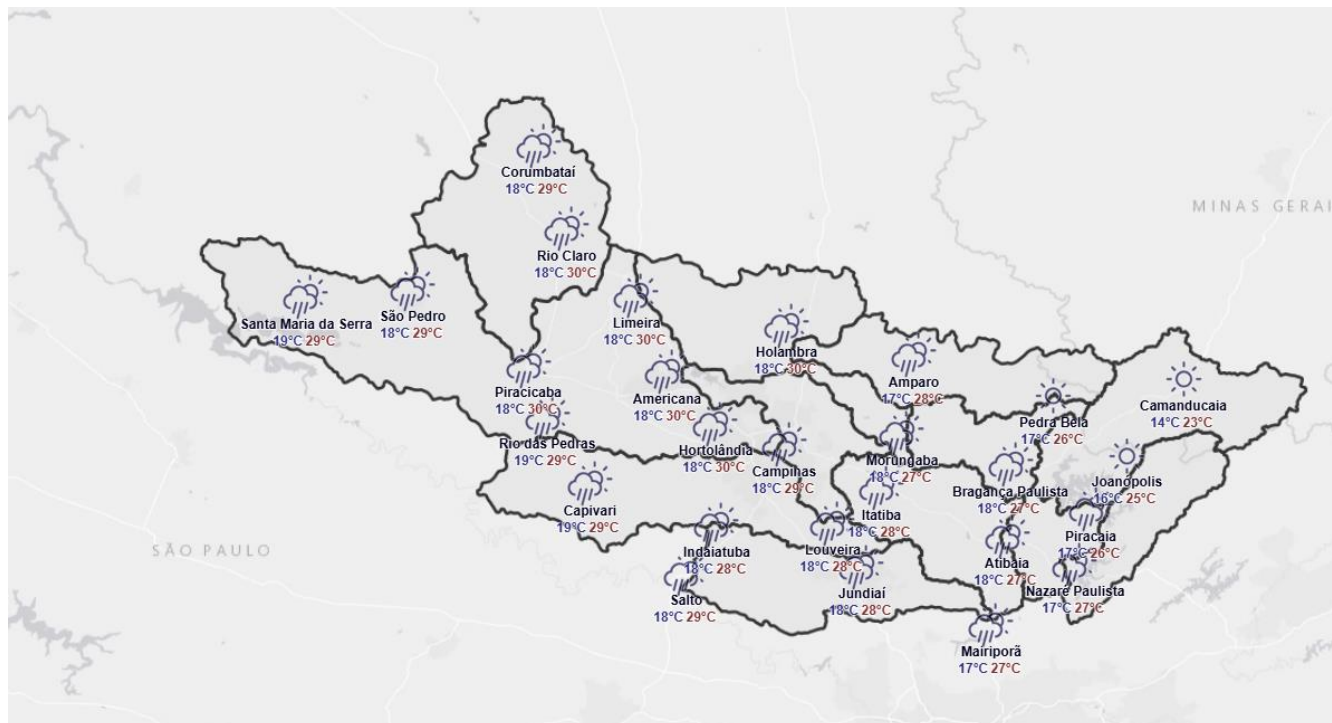 Corumbataí
18°C 29°C
MINAS GERAI
Rio Claro
18°C 30°C
São Pedro
18°C 29°C
Santa Maria da Serra
19°C 29°C
Limeira
18°C 30°C
Holambra
18°C 30°C
Amparo
17°C 28°C
Piracicaba
18°C 30°C
Americana
18°C 30°C
Camanducaia
14°C 23°C
Pedra Bela
17°C 26°C
Rio das Pedras
19°C 29°C
Hortolândia
18°C 30°C
Campinas
18°C 29°C
Morungaba
18°C 27°C
Joanópolis
16°C 25°C
Bragança Paulista
18°C 27°C
Capivari
19°C 29°C
Itatiba
18°C 28°C
Piracaia
17°C 26°C
SÃO PAULO
Indaiatuba
18°C 28°C
Louveira
18°C 28°C
Atibaia
18°C 27°C
Salto
18°C 29°C
Jundiaí
18°C 28°C
Nazaré Paulista
17°C 27°C
Mairiporã
17°C 27°C